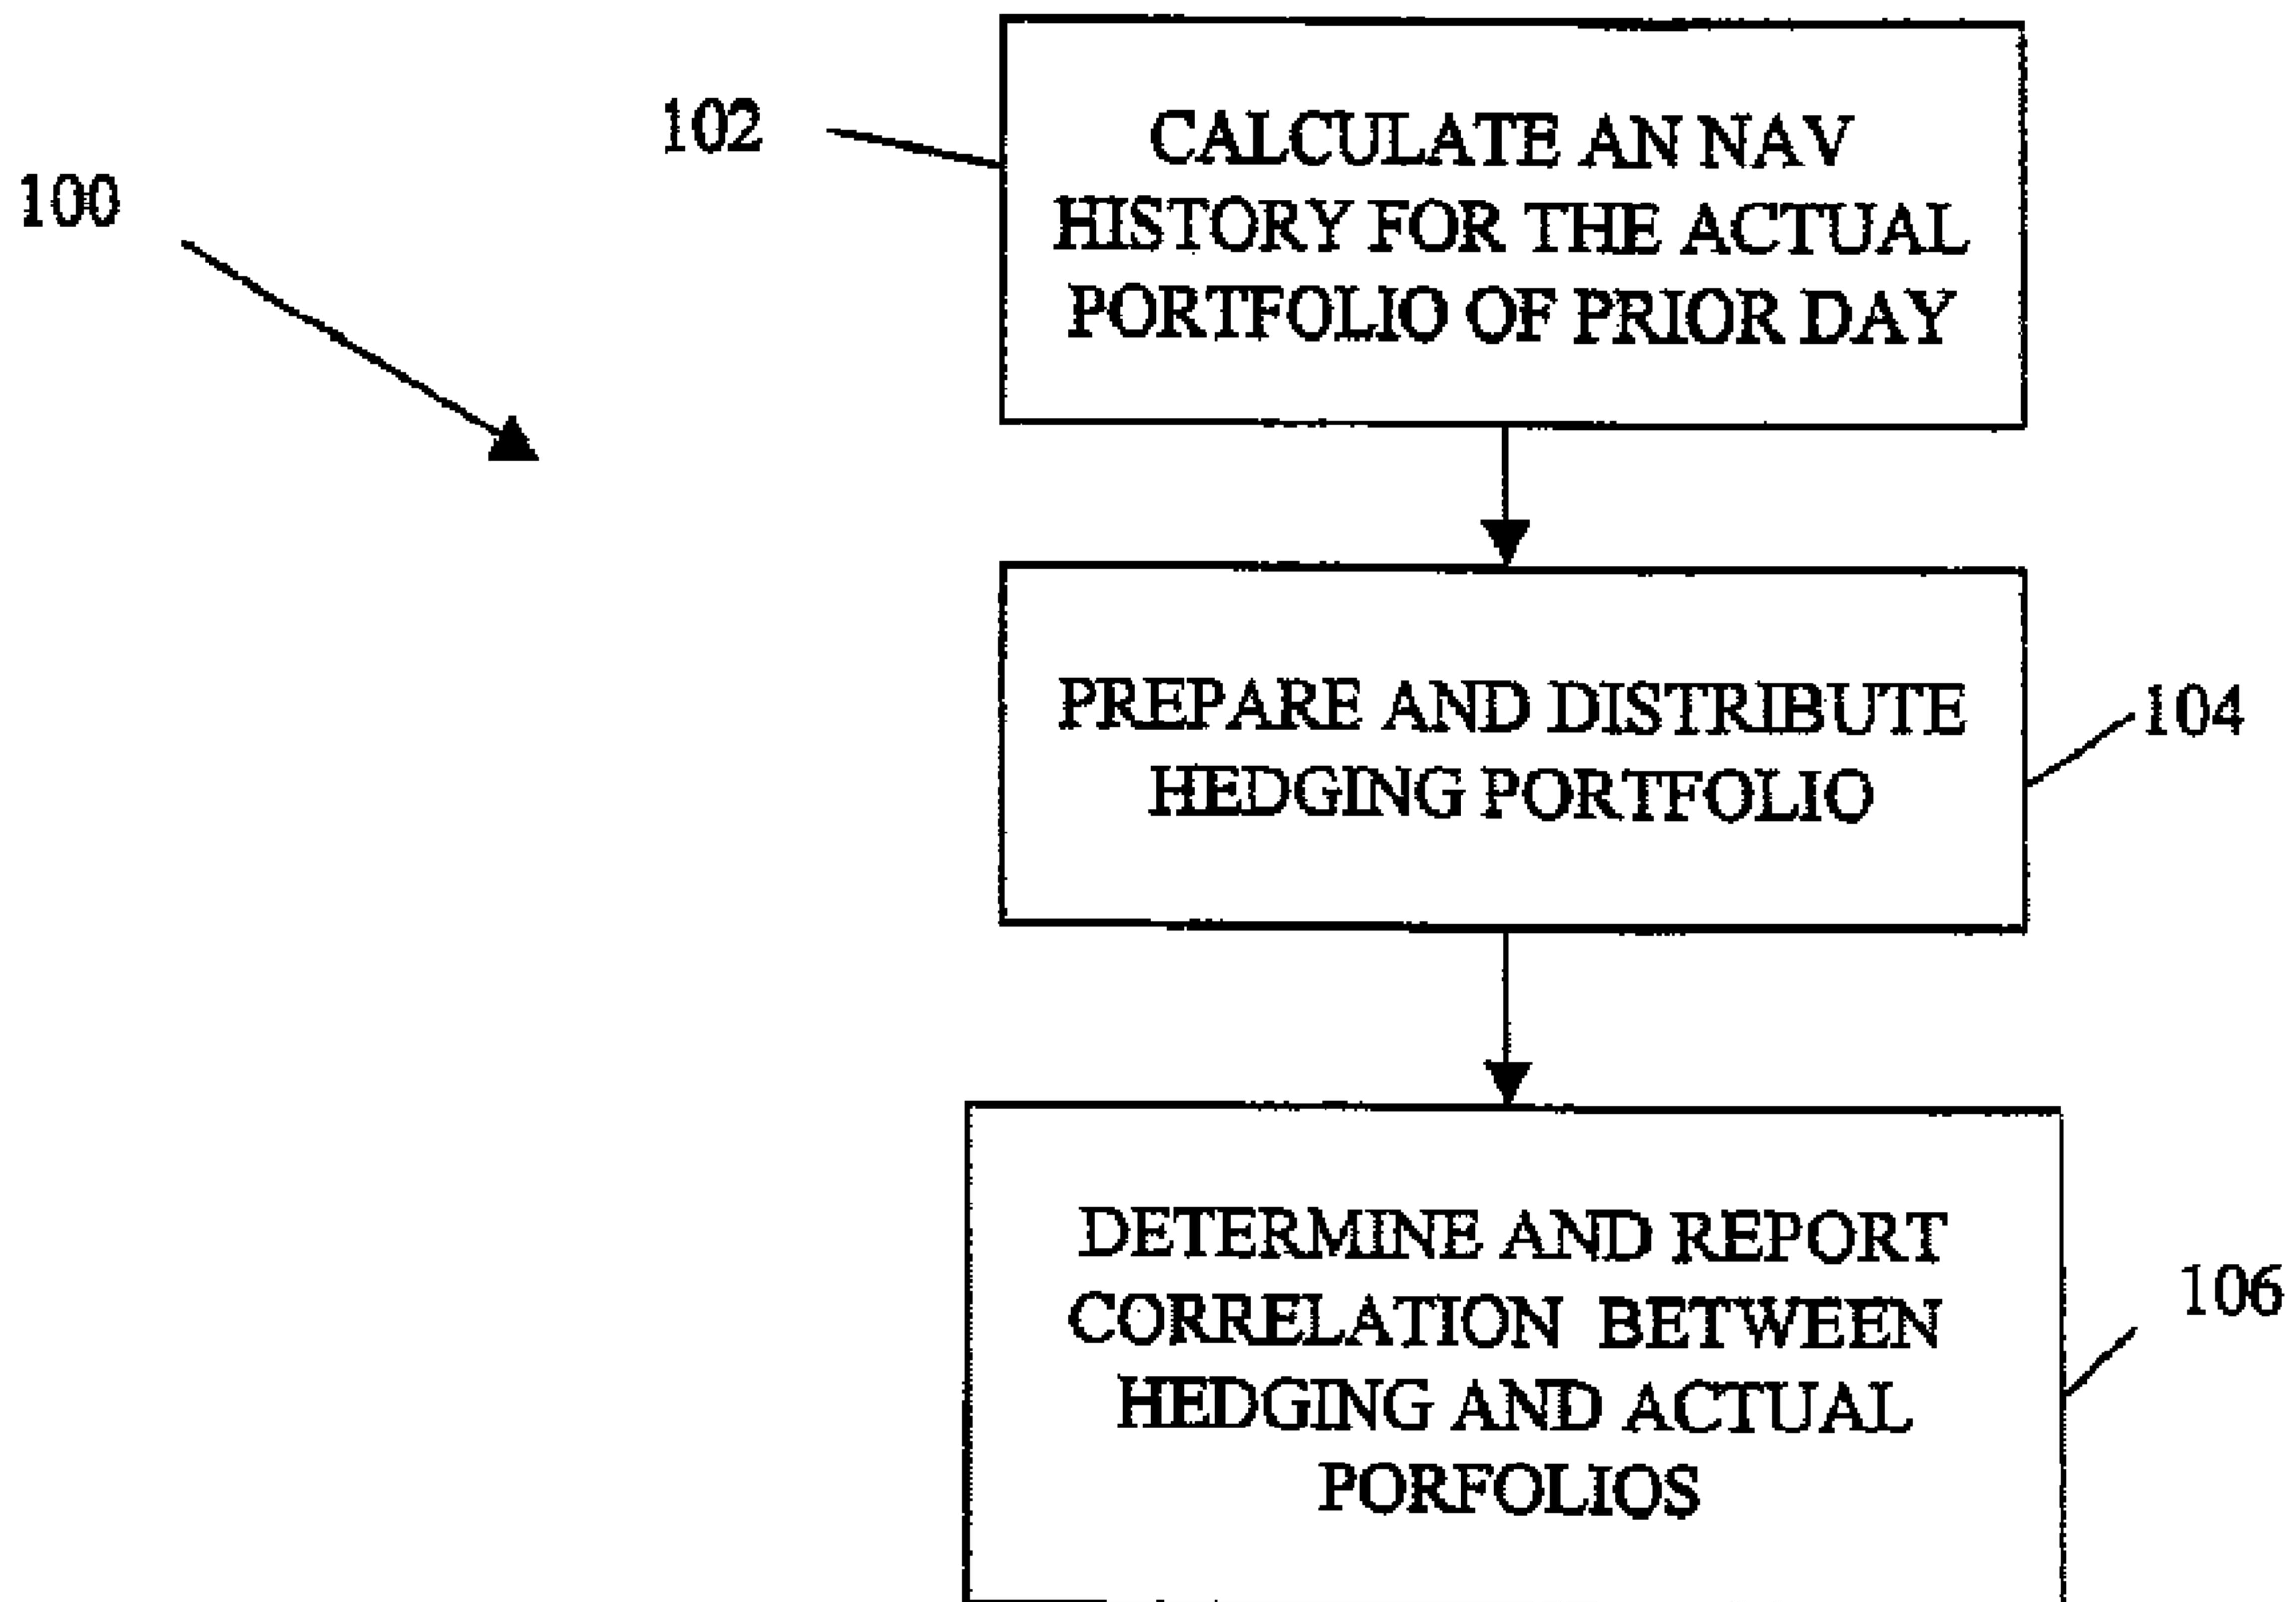 100
102
CALCULATE AN NAV
HISTORY FOR THE ACTUAL
PORTFOLIO OF PRIOR DAY
PREPARE AND DISTRIBUTE
HEDGING PORTFOLIO
104
DETERMINE AND REPORT
CORRELATION BETWEEN
HEDGING AND ACTUAL
PORFOLIOS
106